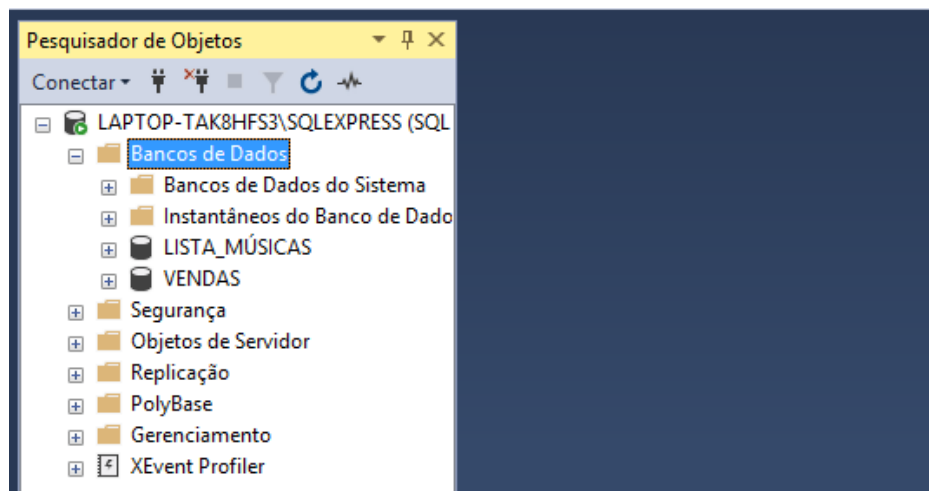 Pesquisador de Objetos
Conectar
LAPTOP-TAK8HFS3\SQLEXPRESS (SQL
Bancos de Dados
Bancos de Dados do Sistema
Instantâneos do Banco de Dado
LISTA_MÚSICAS
VENDAS
Segurança
Objetos de Servidor
Replicação
PolyBase
Gerenciamento
XEvent Profiler